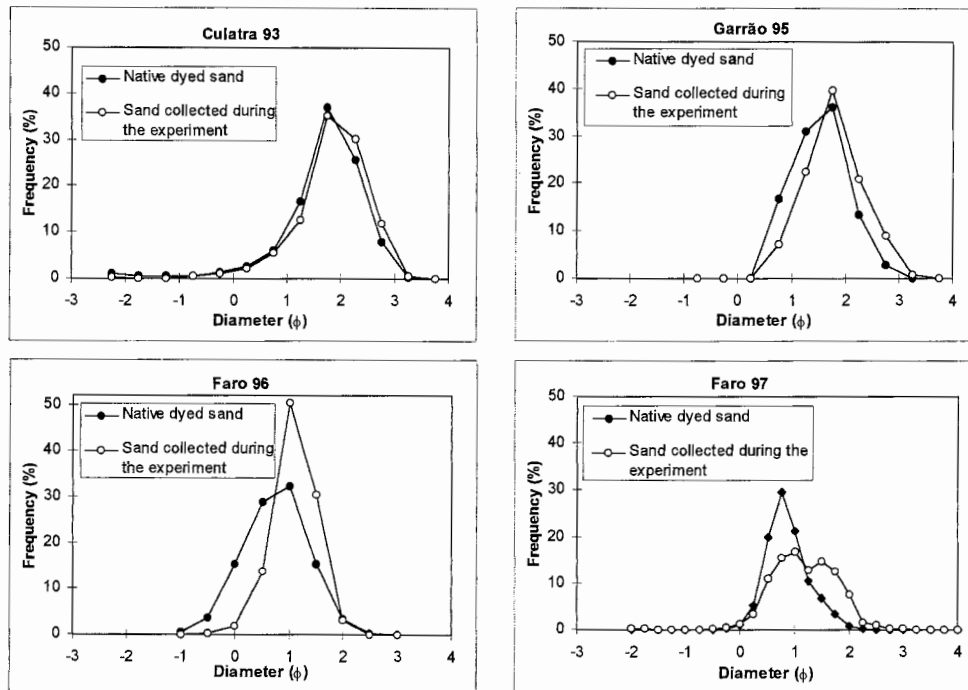 Culatra 93
50
40
30
20
10
0
Frequency (%)
Native dyed sand
Sand collected during
the experiment
-3 -2 -1 0 1 2 3 4
Diameter (ϕ)
Garrão 95
50
40
30
20
10
0
Frequency (%)
Native dyed sand
Sand collected during
the experiment
-3 -2 -1 0 1 2 3 4
Diameter (ϕ)
Faro 96
50
40
30
20
10
0
Frequency (%)
Native dyed sand
Sand collected during
the experiment
-3 -2 -1 0 1 2 3 4
Diameter (ϕ)
Faro 97
50
40
30
20
10
0
Frequency (%)
Native dyed sand
Sand collected during the
experiment
-3 -2 -1 0 1 2 3 4
Diameter (ϕ)